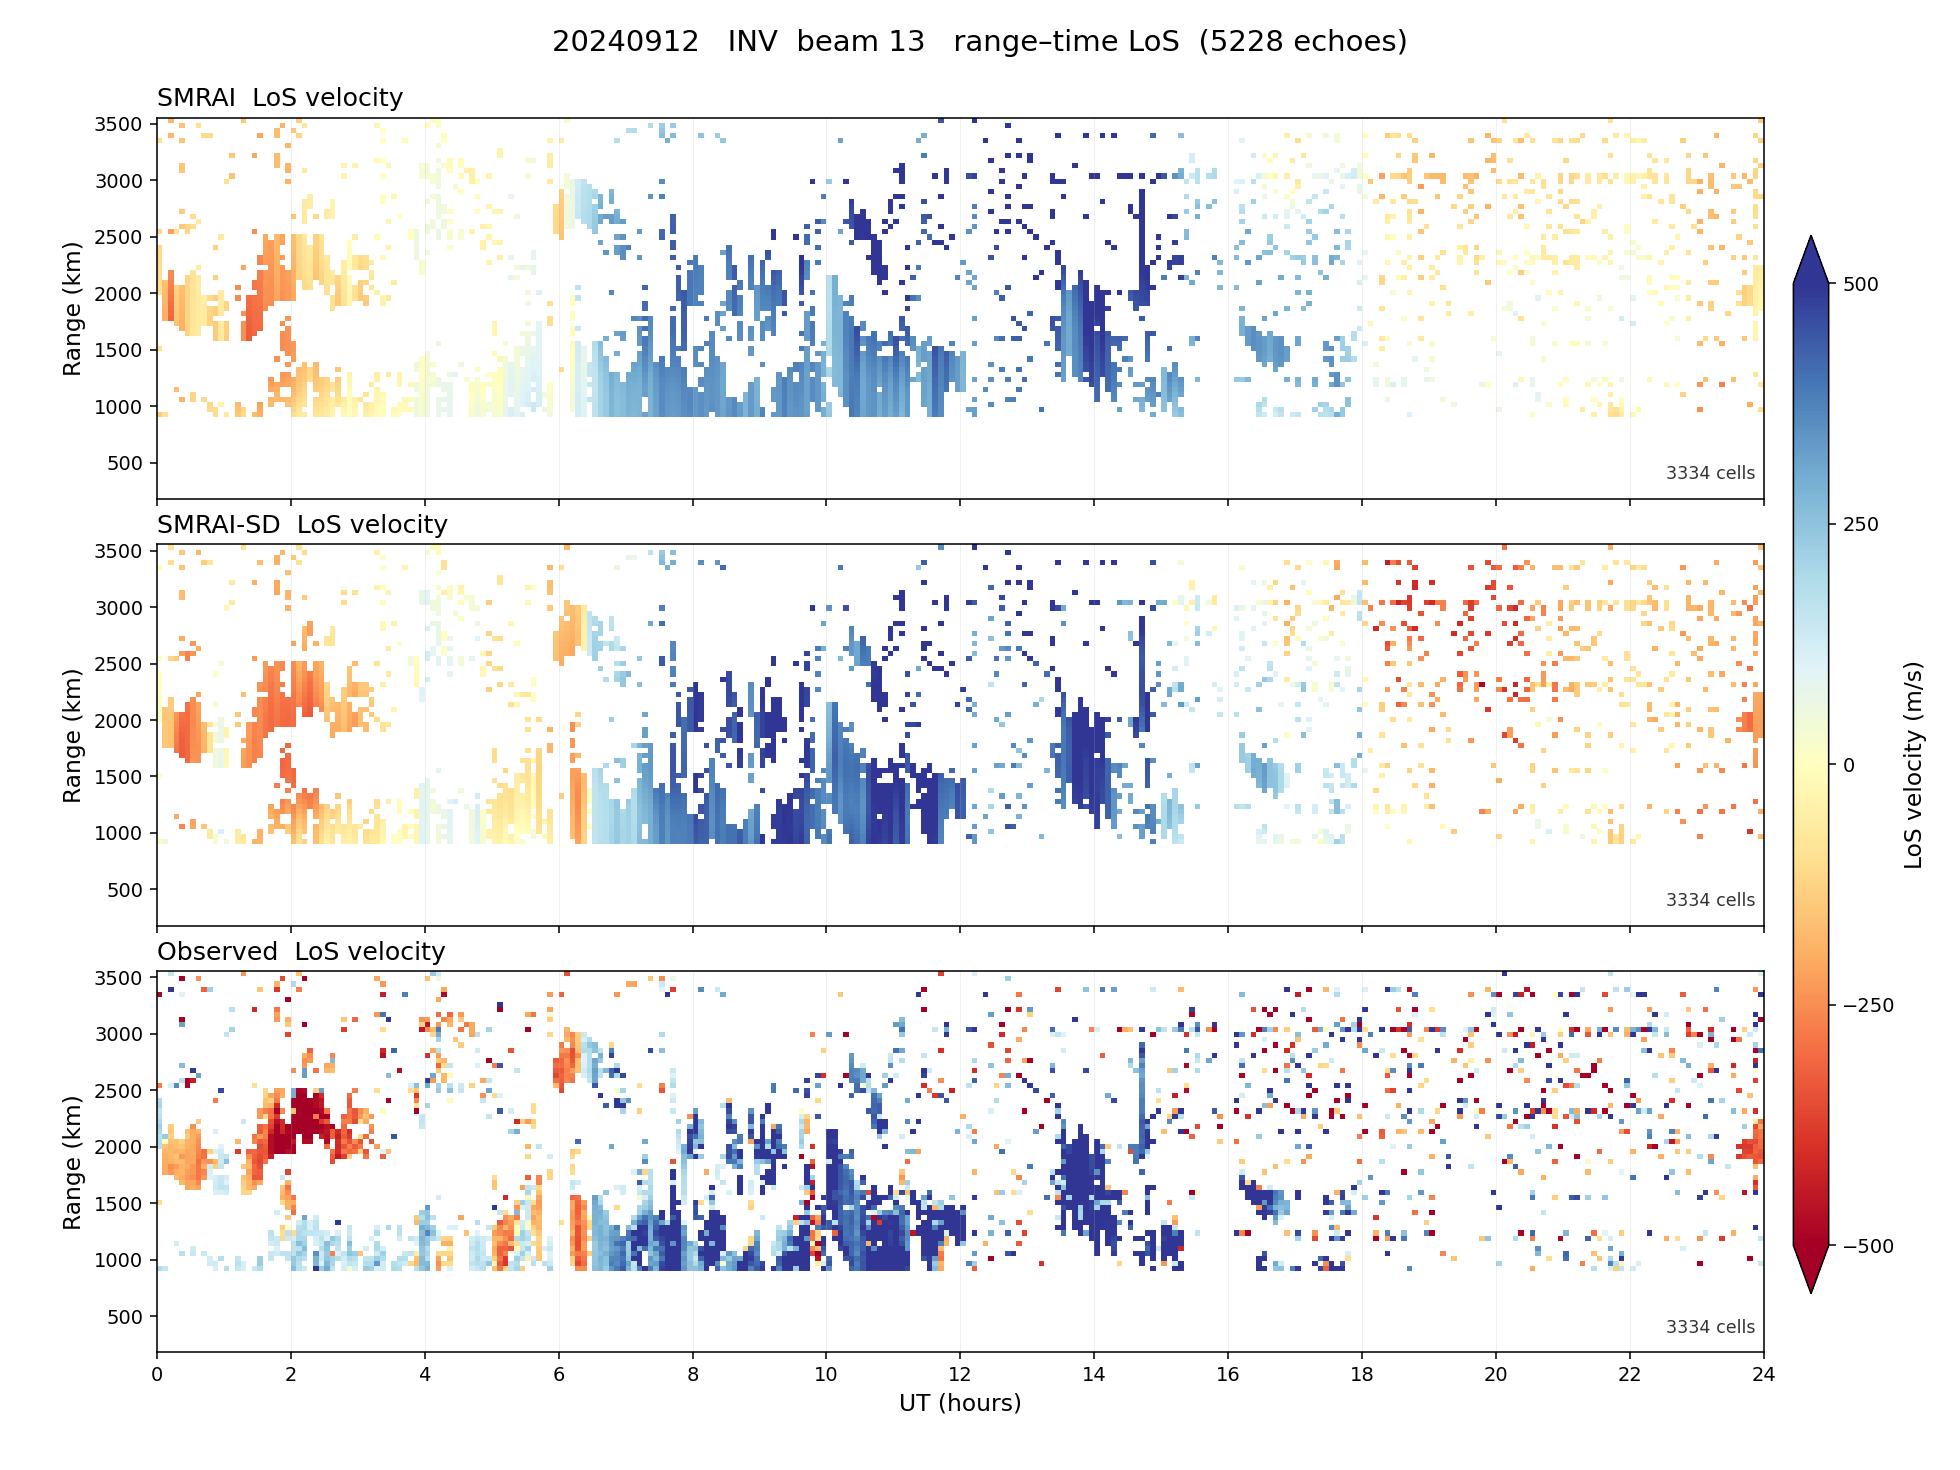 20240912   INV  beam 13   range–time LoS  (5228 echoes)
SMRAI  LoS velocity
3500
3000
2500
2000
1500
1000
500
Range (km)
3334 cells
SMRAI-SD  LoS velocity
3500
3000
2500
2000
1500
1000
500
Range (km)
3334 cells
Observed  LoS velocity
3500
3000
2500
2000
1500
1000
500
Range (km)
3334 cells
0 2 4 6 8 10 12 14 16 18 20 22 24
UT (hours)
500
250
0
−250
−500
LoS velocity (m/s)